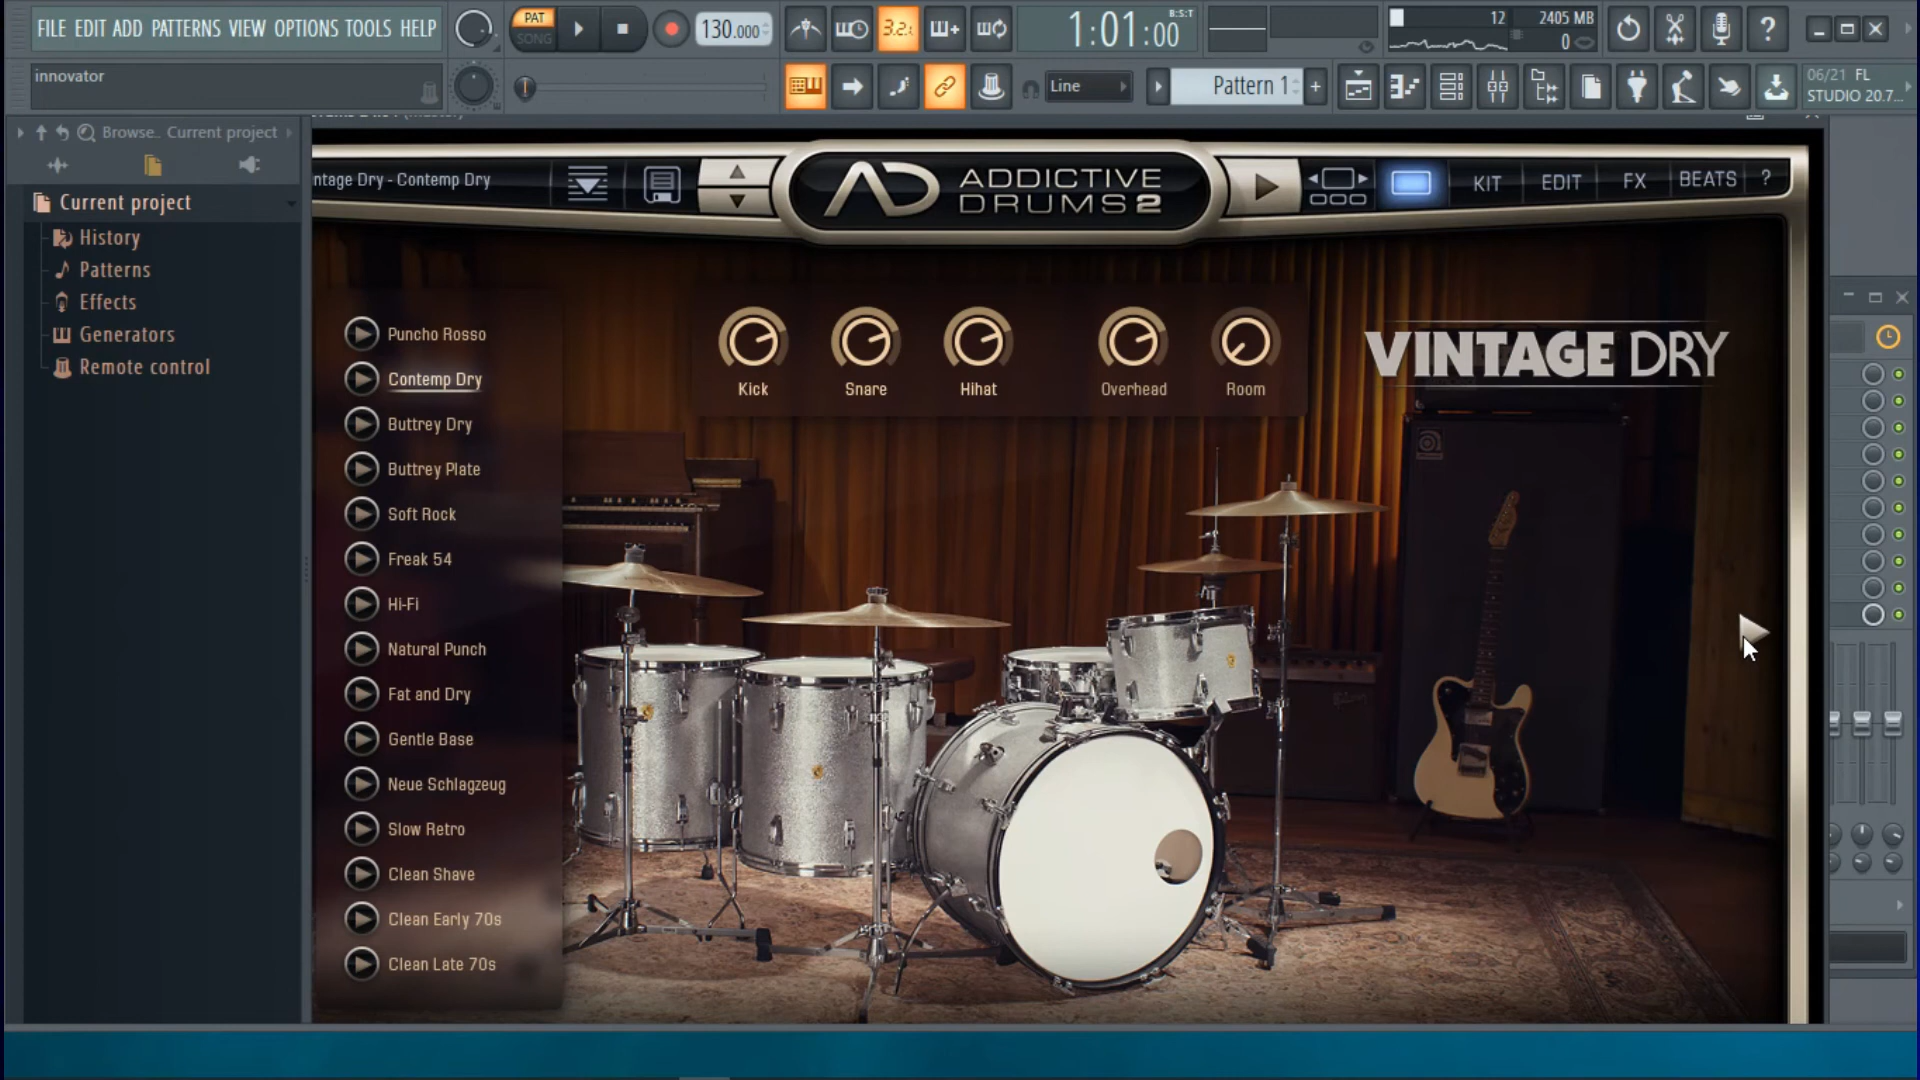 FILE EDIT ADD PATTERNS VIEW OPTIONS TOOLS HELP
PAT
SONG
130.000
3.2.
1:01:00
B:S:T
12
2405 MB
0
innovator
Line
Pattern 1
06/21 FL
STUDIO 20.7...
Browse.. Current project
Current project
History
Patterns
Effects
Generators
Remote control
ntage Dry - Contemp Dry
ADDICTIVE
DRUMS 2
KIT
EDIT
FX
BEATS
?
Kick
Snare
Hihat
Overhead
Room
VINTAGE DRY
Puncho Rosso
Contemp Dry
Buttrey Dry
Buttrey Plate
Soft Rock
Freak 54
Hi-Fi
Natural Punch
Fat and Dry
Gentle Base
Neue Schlagzeug
Slow Retro
Clean Shave
Clean Early 70s
Clean Late 70s